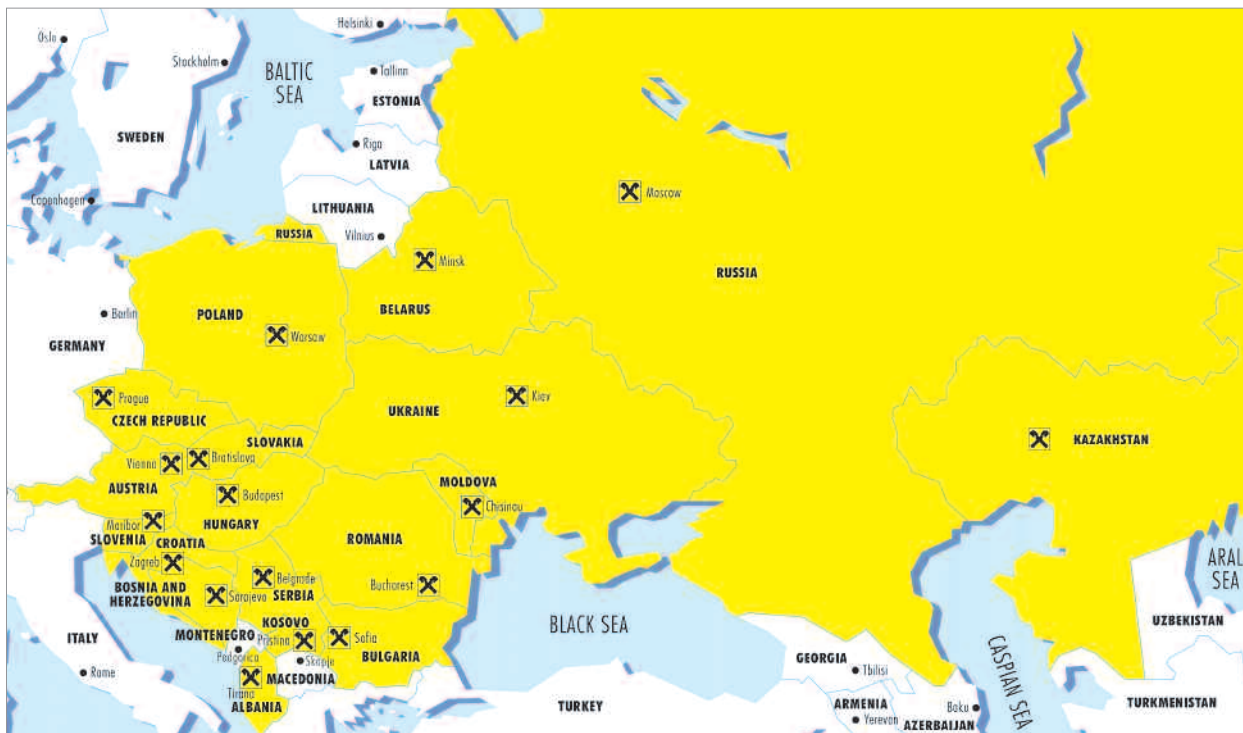 Helsinki
Oslo
Stockholm
Tallinn
BALTIC
SEA
ESTONIA
SWEDEN
Riga
LATVIA
Moscow
Copenhagen
LITHUANIA
RUSSIA
Vilnius
Minsk
RUSSIA
BELARUS
Berlin
POLAND
Warsaw
GERMANY
Prague
Kiev
CZECH REPUBLIC
UKRAINE
SLOVAKIA
KAZAKHSTAN
Vienna
Bratislava
MOLDOVA
AUSTRIA
Budapest
Chisinau
Maribor
HUNGARY
SLOVENIA
CROATIA
ROMANIA
Zagreb
ARAL
SEA
Belgrade
BOSNIA AND
HERZEGOVINA
Sarajevo
SERBIA
Bucharest
UZBEKISTAN
KOSOVO
BLACK SEA
ITALY
MONTENEGRO
Pristina
Sofia
Podgorica
BULGARIA
GEORGIA
CASPIAN SEA
Rome
Skopje
Tbilisi
MACEDONIA
Tirana
ALBANIA
TURKEY
ARMENIA
Baku
TURKMENISTAN
Yerevan
AZERBAIJAN